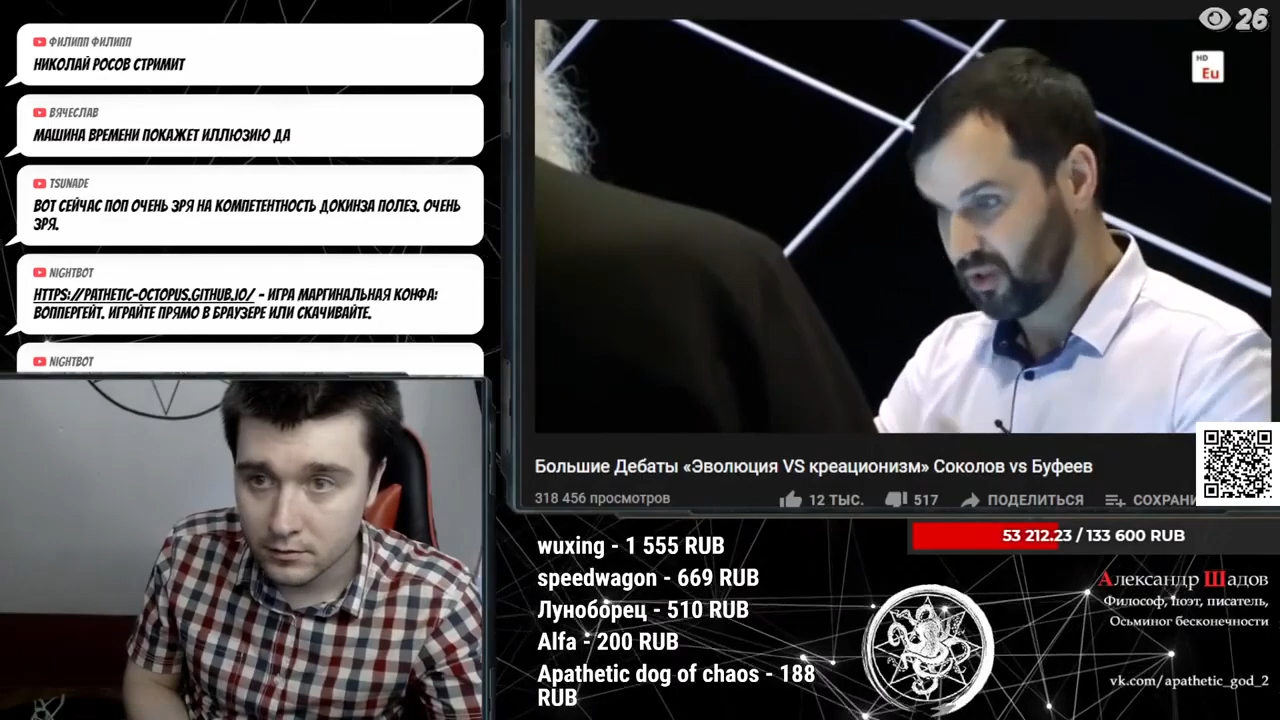 ФИЛИПП ФИЛИПП
НИКОЛАЙ РОСОВ СТРИМИТ
ВЯЧЕСЛАВ
МАШИНА ВРЕМЕНИ ПОКАЖЕТ ИЛЛЮЗИЮ ДА
TSUNADE
ВОТ СЕЙЧАС ПОП ОЧЕНЬ ЗРЯ НА КОМПЕТЕНТНОСТЬ ДОКИНЗА ПОЛЕЗ. ОЧЕНЬ
ЗРЯ.
NIGHTBOT
HTTPS://PATHETIC-OCTOPUS.GITHUB.IO/ - ИГРА МАРГИНАЛЬНАЯ КОНФА:
ВОППЕРГЕЙТ. ИГРАЙТЕ ПРЯМО В БРАУЗЕРЕ ИЛИ СКАЧИВАЙТЕ.
NIGHTBOT
26
HD
Eu
Большие Дебаты «Эволюция VS креационизм» Соколов vs Буфеев
318 456 просмотров
12 ТЫС.
517
ПОДЕЛИТЬСЯ
СОХРАНИ
wuxing - 1 555 RUB
speedwagon - 669 RUB
Луноборец - 510 RUB
Alfa - 200 RUB
Apathetic dog of chaos - 188
RUB
53 212.23 / 133 600 RUB
Александр Шадов
Философ, поэт, писатель,
Осьминог бесконечности
vk.com/apathetic_god_2